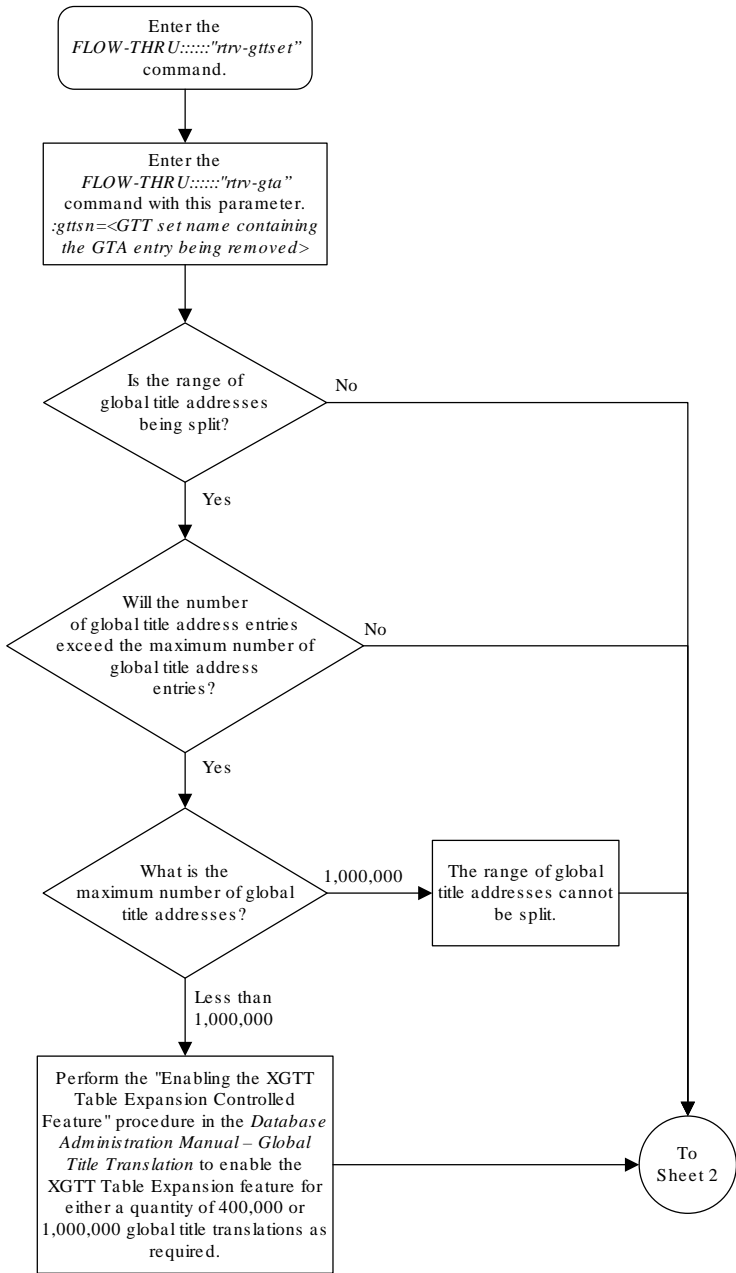 Enter the
FLOW-THRU::::::"rtrv-gttset”
command.
Enter the
FLOW-THRU::::::"rtrv-gta”
command with this parameter.
:gttsn=<GTT set name containing
the GTA entry being removed>
Is the range of
global title addresses
being split?
No
Yes
Will the number
of global title address entries
exceed the maximum number of
global title address
entries?
No
Yes
What is the
maximum number of global
title addresses?
1,000,000
The range of global
title addresses cannot
be split.
Less than
1,000,000
Perform the "Enabling the XGTT
Table Expansion Controlled
Feature" procedure in the Database
Administration Manual – Global
Title Translation to enable the
XGTT Table Expansion feature for
either a quantity of 400,000 or
1,000,000 global title translations as
required.
To
Sheet 2